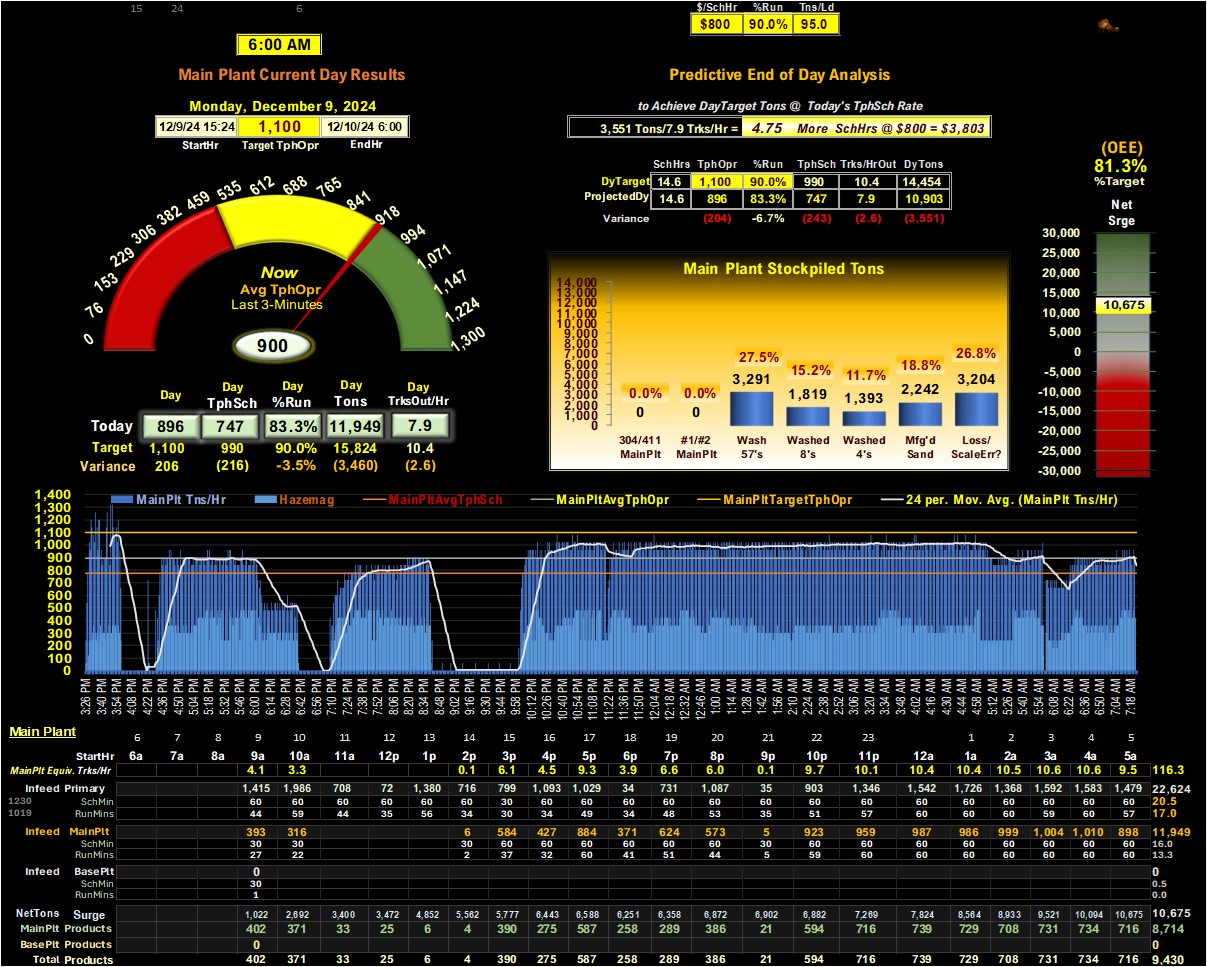 15 24 6
$/SchHr %Run Tns/Ld
$800 90.0% 95.0
6:00 AM
Main Plant Current Day Results
Predictive End of Day Analysis
Monday, December 9, 2024
to Achieve DayTarget Tons @ Today's TphSch Rate
12/9/24 15:24 1,100 12/10/24 6:00
StartHr Target TphOpr EndHr
3,551 Tons/7.9 Trks/Hr = 4.75 More SchHrs @ $800 = $3,803
(OEE)
81.3%
%Target
SchHrs TphOpr %Run TphSch Trks/HrOut DyTons
DyTarget 14.6 1,100 90.0% 990 10.4 14,454
ProjectedDy 14.6 896 83.3% 747 7.9 10,903
Variance (204) -6.7% (243) (2.6) (3,551)
Net
Srge
30,000
25,000
20,000
15,000
10,675
10,000
5,000
0
-5,000
-10,000
-15,000
-20,000
-25,000
-30,000
0 76 153 229 306 382 459 535 612 688 765 841 918 994 1,071 1,147 1,224 1,300
Now
Avg TphOpr
Last 3-Minutes
900
Main Plant Stockpiled Tons
14,000
13,000
12,000
11,000
10,000
9,000
8,000
7,000
6,000
5,000
4,000
3,000
2,000
1,000
0
0.0% 0.0% 27.5% 15.2% 11.7% 18.8% 26.8%
0 0 3,291 1,819 1,393 2,242 3,204
304/411 #1/#2 Wash Washed Washed Mfg'd Loss/
MainPlt MainPlt 57's 8's 4's Sand ScaleErr?
Day Day Day Day Day
TphSch %Run Tons TrksOut/Hr
Today 896 747 83.3% 11,949 7.9
Target 1,100 990 90.0% 15,824 10.4
Variance 206 (216) -3.5% (3,460) (2.6)
MainPlt Tns/Hr Hazemag MainPltAvgTphSch MainPltAvgTphOpr MainPltTargetTphOpr 24 per. Mov. Avg. (MainPlt Tns/Hr)
1,400
1,300
1,100
1,000
900
800
700
600
500
400
300
200
100
0
3:26 PM 3:40 PM 3:54 PM 4:08 PM 4:22 PM 4:36 PM 4:50 PM 5:04 PM 5:18 PM 5:32 PM 5:46 PM 6:00 PM 6:14 PM 6:28 PM 6:42 PM 6:56 PM 7:10 PM 7:24 PM 7:38 PM 7:52 PM 8:06 PM 8:20 PM 8:34 PM 8:48 PM 9:02 PM 9:16 PM 9:30 PM 9:44 PM 9:58 PM 10:12 PM 10:26 PM 10:40 PM 10:54 PM 11:08 PM 11:22 PM 11:36 PM 11:50 PM 12:04 AM 12:18 AM 12:32 AM 12:46 AM 1:00 AM 1:14 AM 1:28 AM 1:42 AM 1:56 AM 2:10 AM 2:24 AM 2:38 AM 2:52 AM 3:06 AM 3:20 AM 3:34 AM 3:48 AM 4:02 AM 4:16 AM 4:30 AM 4:44 AM 4:58 AM 5:12 AM 5:26 AM 5:40 AM 5:54 AM 6:08 AM 6:22 AM 6:36 AM 6:50 AM 7:04 AM 7:18 AM
Main Plant 6 7 8 9 10 11 12 13 14 15 16 17 18 19 20 21 22 23 1 2 3 4 5
StartHr 6a 7a 8a 9a 10a 11a 12p 1p 2p 3p 4p 5p 6p 7p 8p 9p 10p 11p 12a 1a 2a 3a 4a 5a
MainPlt Equiv. Trks/Hr 4.1 3.3 0.1 6.1 4.5 9.3 3.9 6.6 6.0 0.1 9.7 10.1 10.4 10.4 10.5 10.6 10.6 9.5 116.3
Infeed Primary 1,415 1,986 708 72 1,380 716 799 1,093 1,029 34 731 1,087 35 903 1,346 1,542 1,726 1,368 1,592 1,583 1,479 22,624
1230 SchMin 60 60 60 60 60 60 30 60 60 60 60 60 60 60 60 60 60 60 60 60 60 20.5
1019 RunMins 44 59 44 35 56 34 30 34 49 34 48 53 35 51 57 60 60 60 59 60 57 17.0
Infeed MainPlt 393 316 6 584 427 884 371 624 573 5 923 959 987 986 999 1,004 1,010 898 11,949
SchMin 30 30 30 60 60 60 60 60 60 30 60 60 60 60 60 60 60 60 16.0
RunMins 27 22 2 37 32 60 41 51 44 5 59 60 60 60 60 60 60 60 13.3
Infeed BasePlt 0 0
SchMin 30 0.5
RunMins 1 0.0
NetTons Surge 1,022 2,692 3,400 3,472 4,852 5,562 5,777 6,443 6,588 6,251 6,358 6,872 6,902 6,882 7,269 7,824 8,564 8,933 9,521 10,094 10,675 10,675
MainPlt Products 402 371 33 25 6 4 390 275 587 258 289 386 21 594 716 739 729 708 731 734 716 8,714
BasePlt Products 0 0
Total Products 402 371 33 25 6 4 390 275 587 258 289 386 21 594 716 739 729 708 731 734 716 9,430